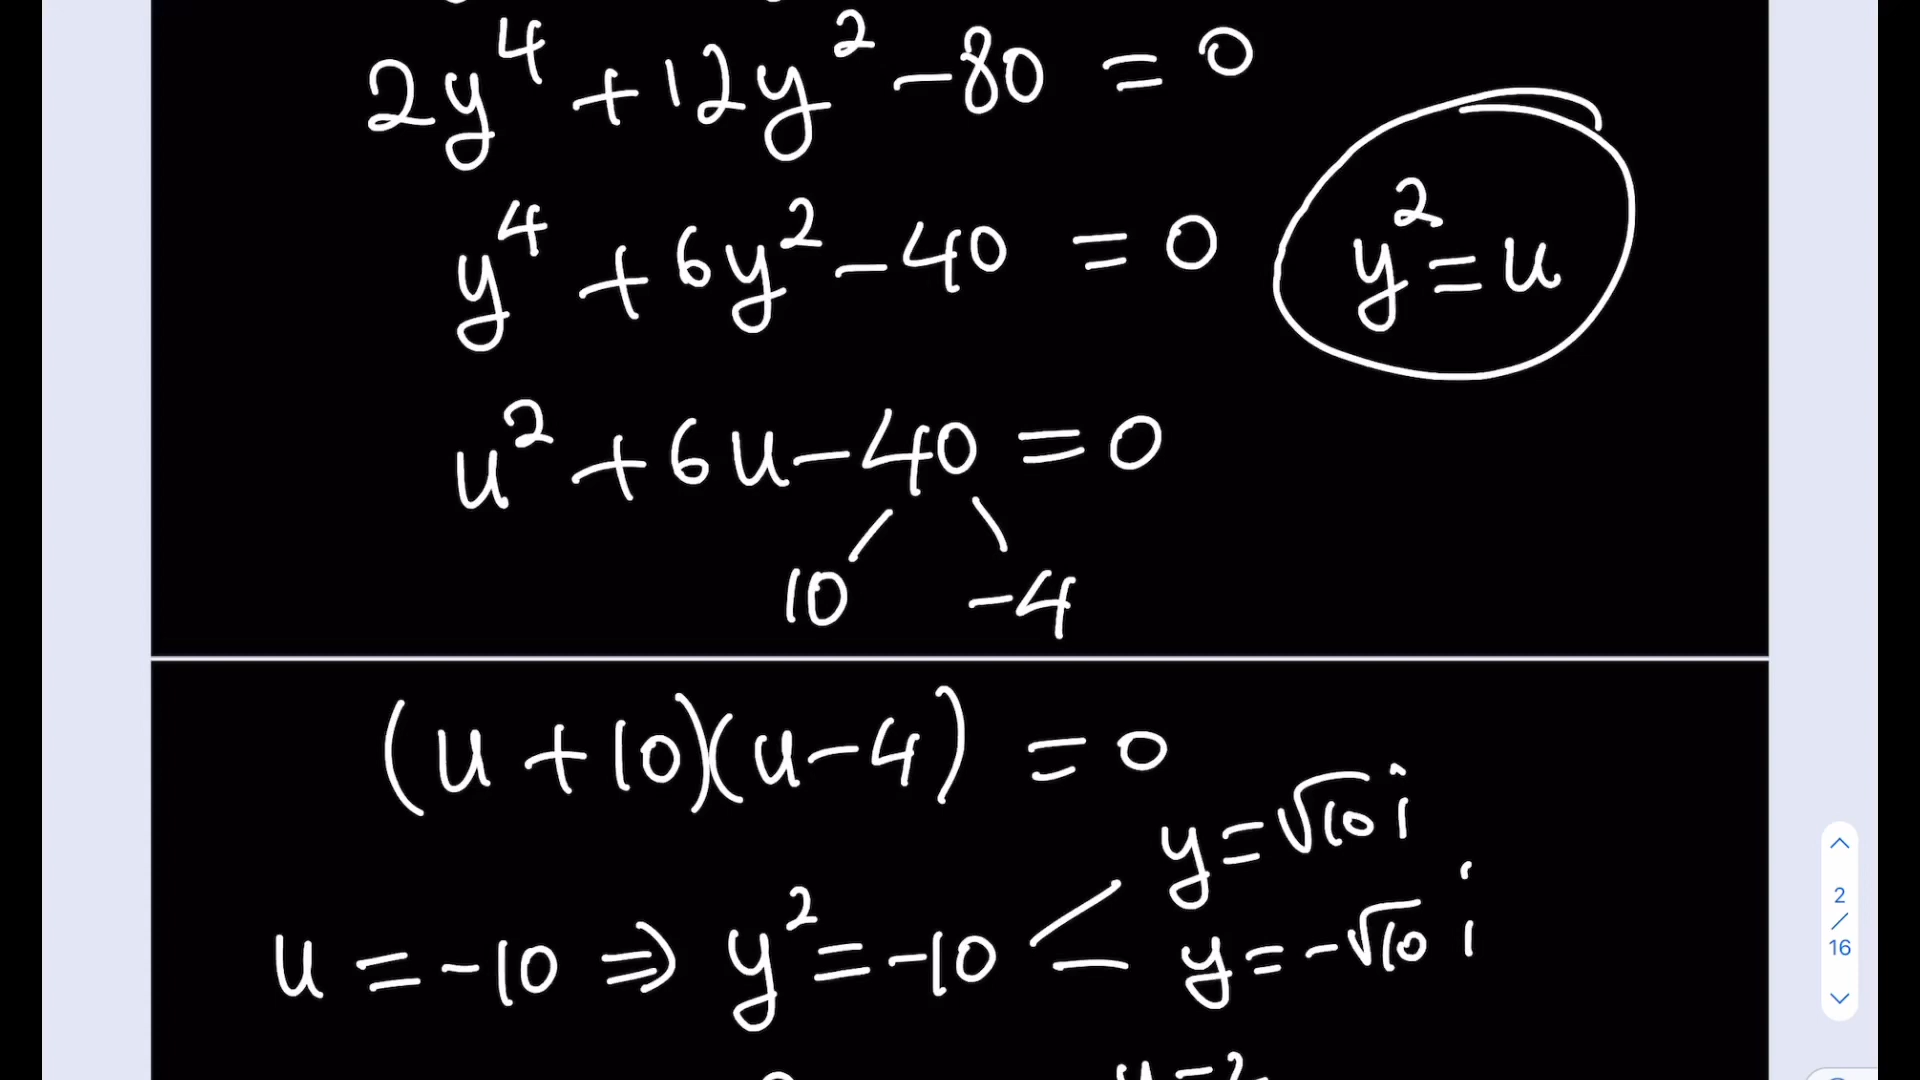 2y⁴ + 12y² - 80 = 0
y⁴ + 6y² - 40 = 0
y² = u
u² + 6u - 40 = 0
10 -4
(u + 10)(u - 4) = 0
y = √10 i
u = -10 ⇒ y² = -10
y = -√10 i
2
/
16